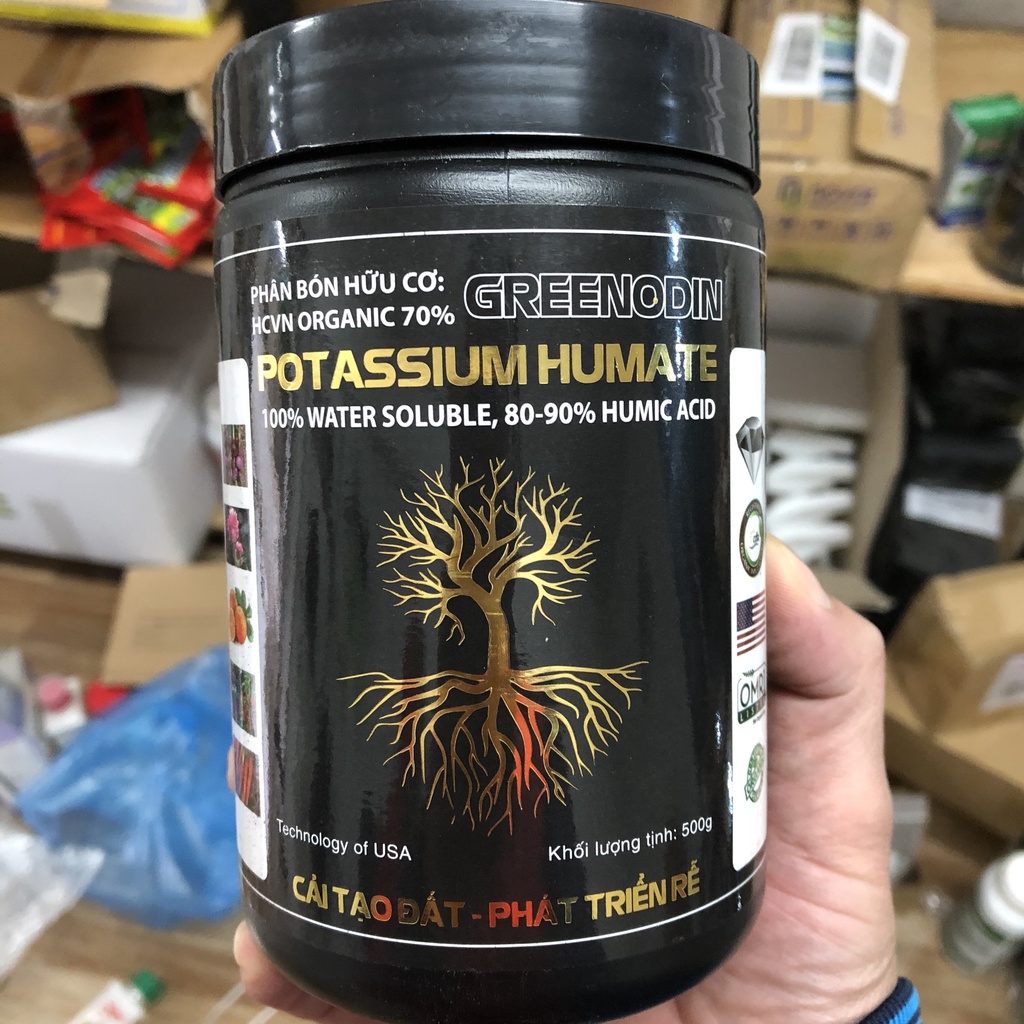 PHÂN BÓN HỮU CƠ:
HCVN ORGANIC 70%
GREENODIN
POTASSIUM HUMATE
100% WATER SOLUBLE, 80-90% HUMIC ACID
Technology of USA
Khối lượng tịnh: 500g
CẢI TẠO ĐẤT - PHÁT TRIỂN RỄ